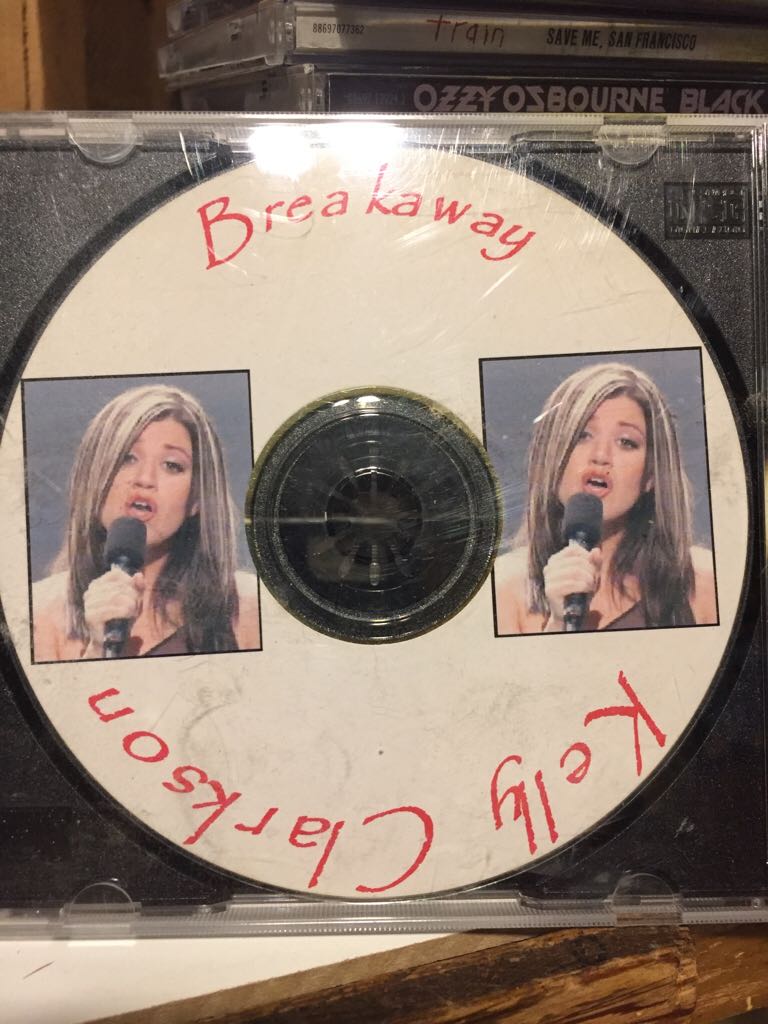 88697077362 train SAVE ME, SAN FRANCISCO
OZZY OSBOURNE BLACK
Breakaway
Kelly Clarkson